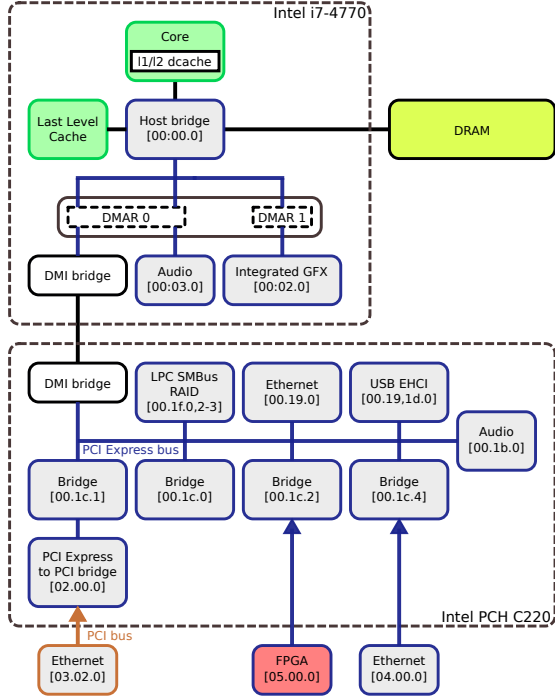 Intel i7-4770
Core
l1/l2 dcache
Last Level
Cache
Host bridge
[00:00.0]
DRAM
DMAR 0
DMAR 1
DMI bridge
Audio
[00:03.0]
Integrated GFX
[00:02.0]
DMI bridge
LPC SMBus
RAID
[00.1f.0,2-3]
Ethernet
[00.19.0]
USB EHCI
[00.19,1d.0]
Audio
[00.1b.0]
PCI Express bus
Bridge
[00.1c.1]
Bridge
[00.1c.0]
Bridge
[00.1c.2]
Bridge
[00.1c.4]
PCI Express
to PCI bridge
[02.00.0]
Intel PCH C220
PCI bus
Ethernet
[03.02.0]
FPGA
[05.00.0]
Ethernet
[04.00.0]